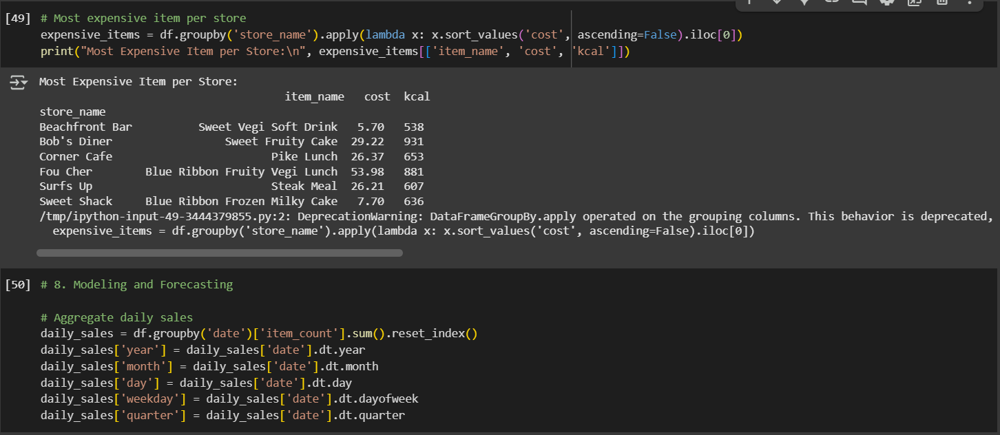 [49] # Most expensive item per store
expensive_items = df.groupby('store_name').apply(lambda x: x.sort_values('cost', ascending=False).iloc[0])
print("Most Expensive Item per Store:\n", expensive_items[['item_name', 'cost', 'kcal']])
Most Expensive Item per Store:
item_name cost kcal
store_name
Beachfront Bar Sweet Vegi Soft Drink 5.70 538
Bob's Diner Sweet Fruity Cake 29.22 931
Corner Cafe Pike Lunch 26.37 653
Fou Cher Blue Ribbon Fruity Vegi Lunch 53.98 881
Surfs Up Steak Meal 26.21 607
Sweet Shack Blue Ribbon Frozen Milky Cake 7.70 636
/tmp/ipython-input-49-3444379855.py:2: DeprecationWarning: DataFrameGroupBy.apply operated on the grouping columns. This behavior is deprecated,
expensive_items = df.groupby('store_name').apply(lambda x: x.sort_values('cost', ascending=False).iloc[0])
[50] # 8. Modeling and Forecasting
# Aggregate daily sales
daily_sales = df.groupby('date')['item_count'].sum().reset_index()
daily_sales['year'] = daily_sales['date'].dt.year
daily_sales['month'] = daily_sales['date'].dt.month
daily_sales['day'] = daily_sales['date'].dt.day
daily_sales['weekday'] = daily_sales['date'].dt.dayofweek
daily_sales['quarter'] = daily_sales['date'].dt.quarter